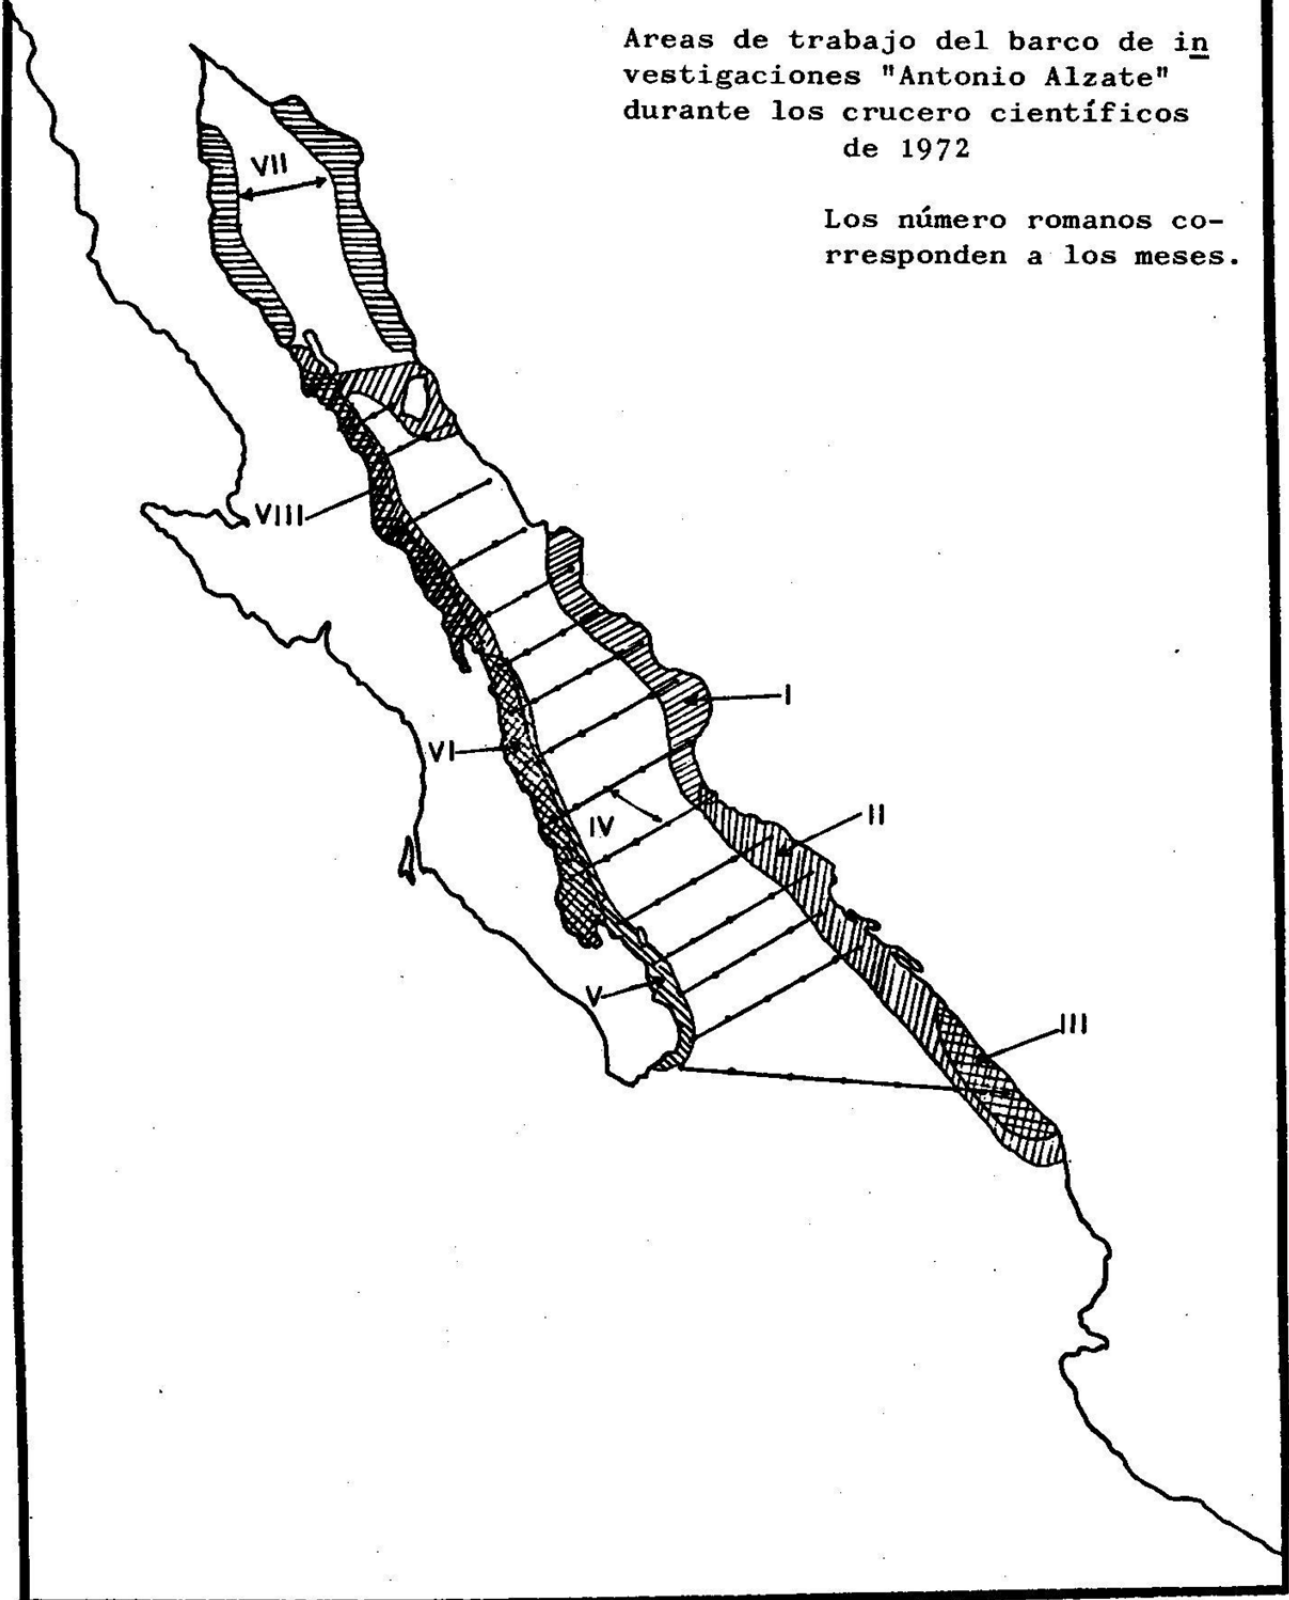 Areas de trabajo del barco de in
vestigaciones "Antonio Alzate"
durante los crucero científicos
de 1972
Los número romanos co-
rresponden a los meses.
VII
VIII
I
VI
II
IV
V
III